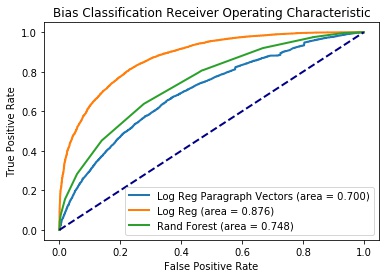 Bias Classification Receiver Operating Characteristic
True Positive Rate
1.0
0.8
0.6
0.4
0.2
0.0
Log Reg Paragraph Vectors (area = 0.700)
Log Reg (area = 0.876)
Rand Forest (area = 0.748)
0.0 0.2 0.4 0.6 0.8 1.0
False Positive Rate